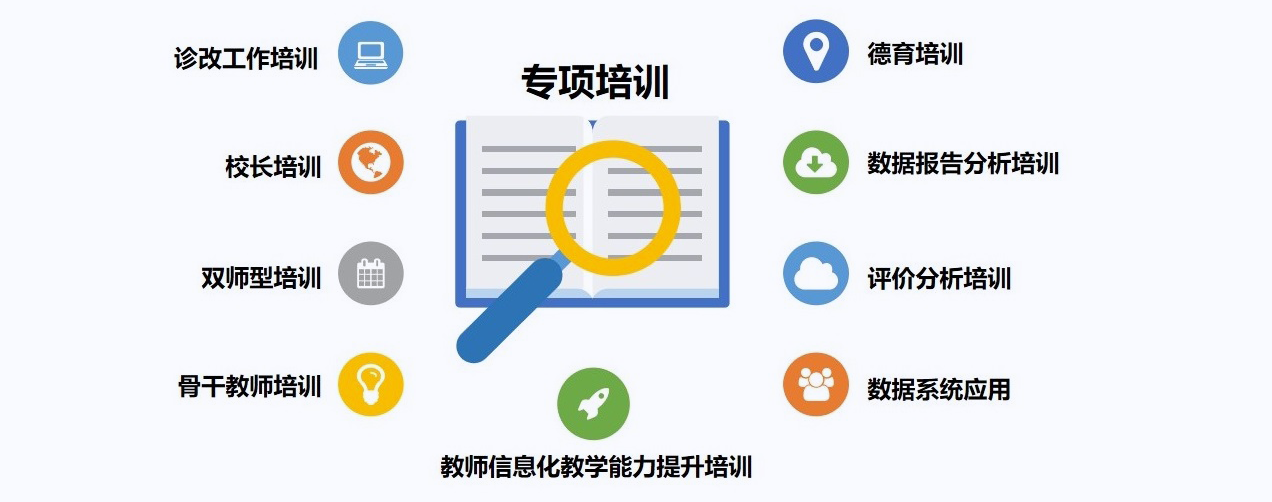 专项培训
诊改工作培训
校长培训
双师型培训
骨干教师培训
德育培训
数据报告分析培训
评价分析培训
数据系统应用
教师信息化教学能力提升培训